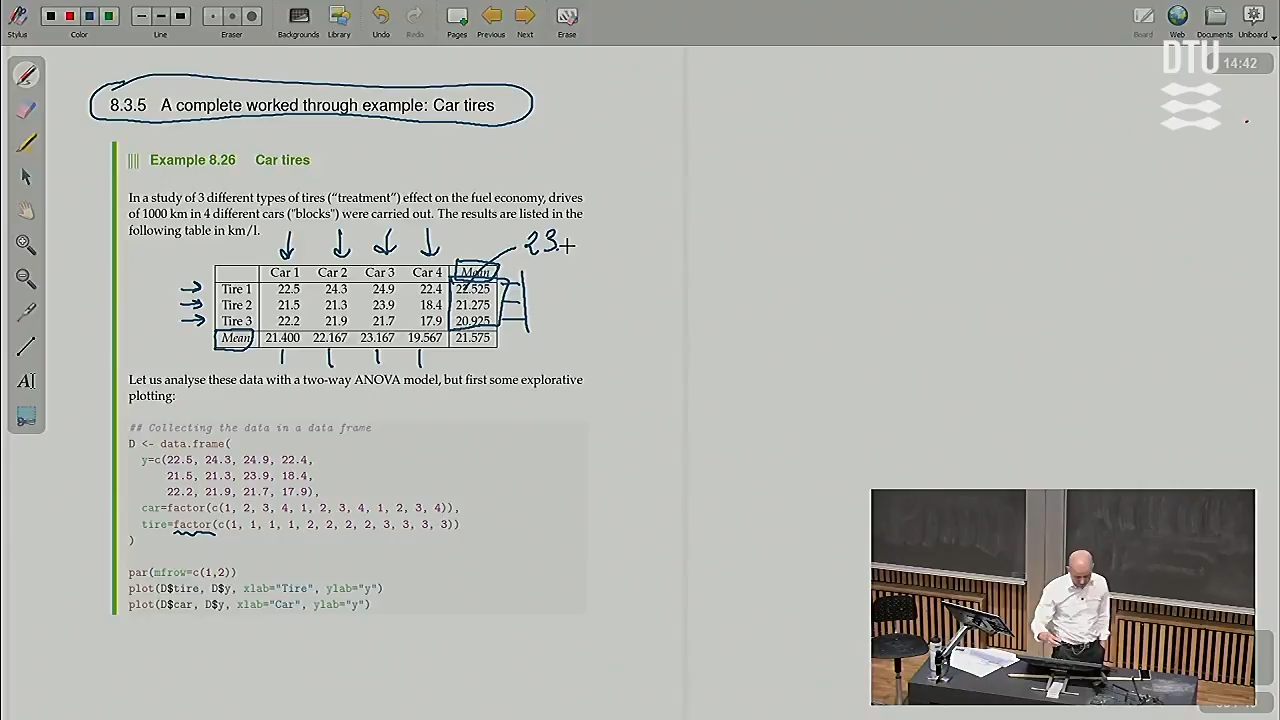 Stylus Color Line Eraser Backgrounds Library Undo Redo Pages Previous Next Erase Board Web Documents Uniboard
DTU 14:42
8.3.5 A complete worked through example: Car tires
Example 8.26 Car tires
In a study of 3 different types of tires (“treatment”) effect on the fuel economy, drives
of 1000 km in 4 different cars ("blocks") were carried out. The results are listed in the
following table in km/l.
23.
Car 1 Car 2 Car 3 Car 4 Mean
Tire 1 22.5 24.3 24.9 22.4 22.525
Tire 2 21.5 21.3 23.9 18.4 21.275
Tire 3 22.2 21.9 21.7 17.9 20.925
Mean 21.400 22.167 23.167 19.567 21.575
Let us analyse these data with a two-way ANOVA model, but first some explorative
plotting:
## Collecting the data in a data frame
D <- data.frame(
y=c(22.5, 24.3, 24.9, 22.4,
21.5, 21.3, 23.9, 18.4,
22.2, 21.9, 21.7, 17.9),
car=factor(c(1, 2, 3, 4, 1, 2, 3, 4, 1, 2, 3, 4)),
tire=factor(c(1, 1, 1, 1, 2, 2, 2, 2, 3, 3, 3, 3))
)
par(mfrow=c(1,2))
plot(D$tire, D$y, xlab="Tire", ylab="y")
plot(D$car, D$y, xlab="Car", ylab="y")